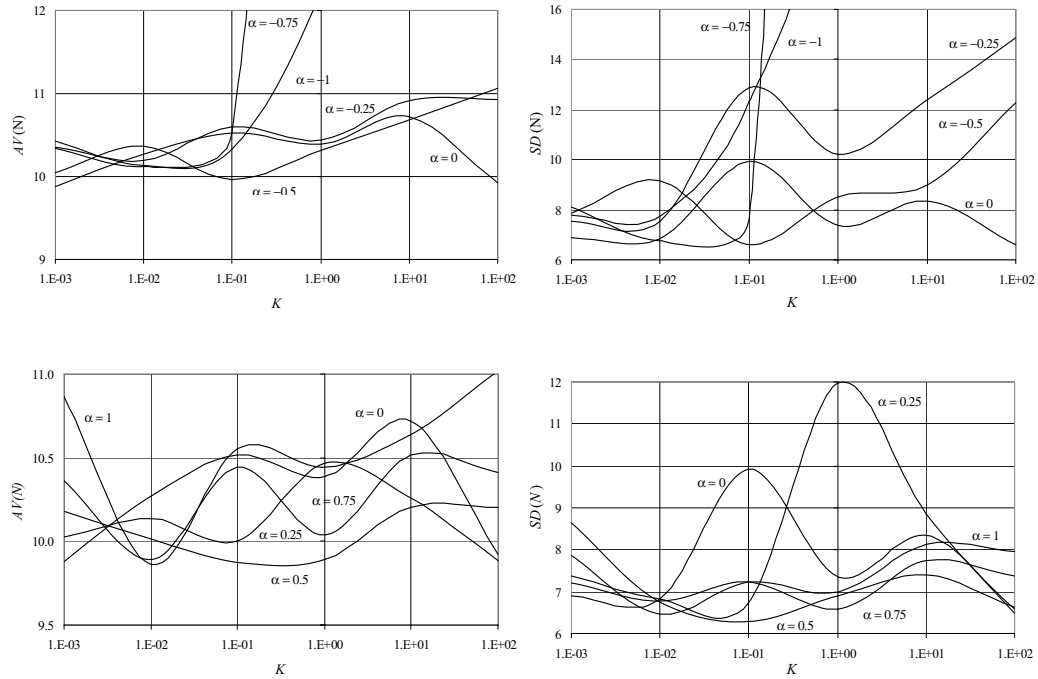 12
11
10
9
AV(N)
α = −0.75
α = −1
α = −0.25
α = 0
α = −0.5
1.E−03 1.E−02 1.E−01 1.E+00 1.E+01 1.E+02
K
16
14
12
10
8
6
SD (N)
α = −0.75
α = −1
α = −0.25
α = −0.5
α = 0
1.E−03 1.E−02 1.E−01 1.E+00 1.E+01 1.E+02
K
11.0
10.5
10.0
9.5
AV(N)
α = 1
α = 0
α = 0.75
α = 0.25
α = 0.5
1.E−03 1.E−02 1.E−01 1.E+00 1.E+01 1.E+02
K
12
11
10
9
8
7
6
SD (N)
α = 0.25
α = 0
α = 1
α = 0.75
α = 0.5
1.E−03 1.E−02 1.E−01 1.E+00 1.E+01 1.E+02
K